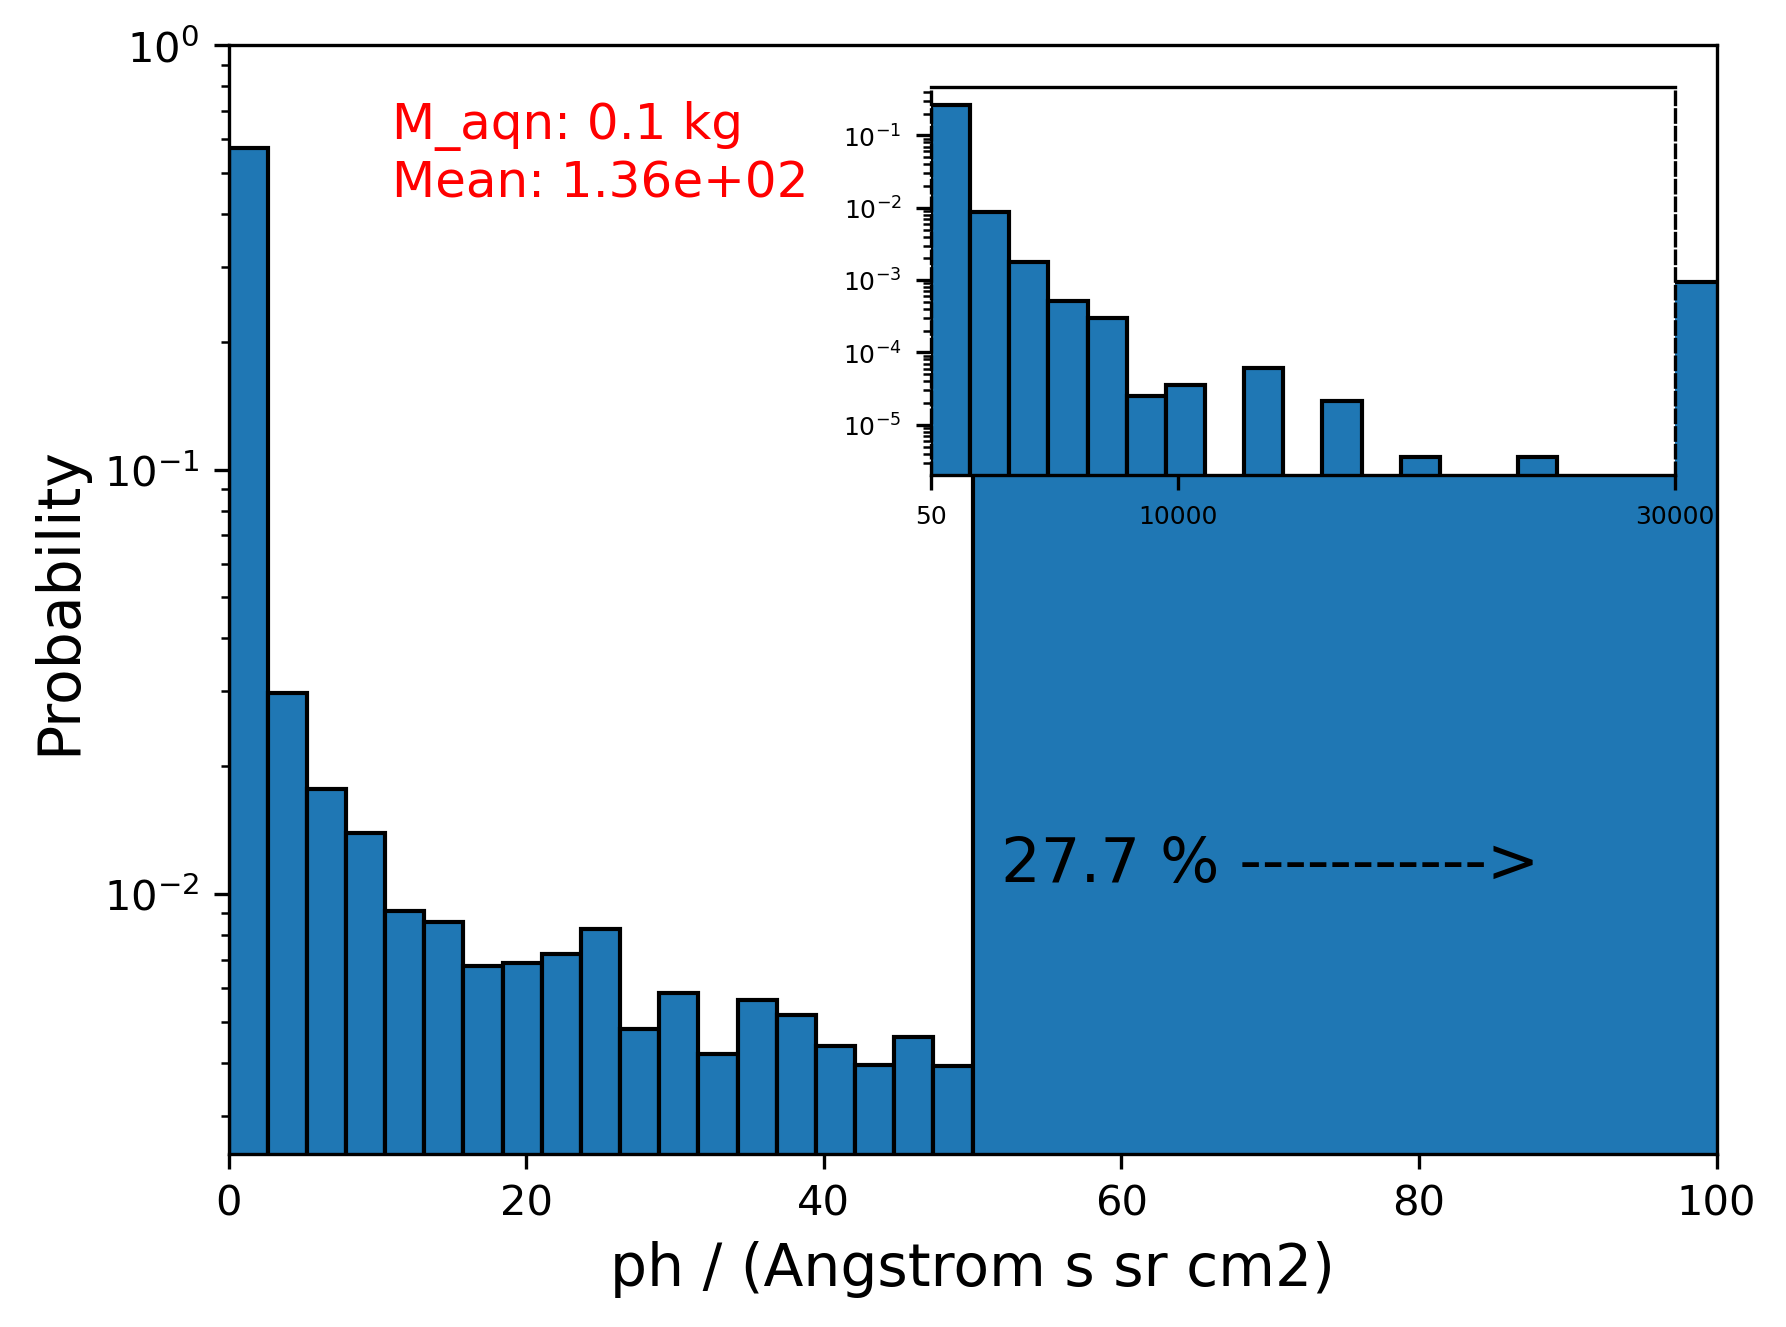 10⁰
10⁻¹
10⁻²
Probability
M_aqn: 0.1 kg
Mean: 1.36e+02
10⁻¹
10⁻²
10⁻³
10⁻⁴
10⁻⁵
50 10000 30000
27.7 % ----------->
0 20 40 60 80 100
ph / (Angstrom s sr cm2)